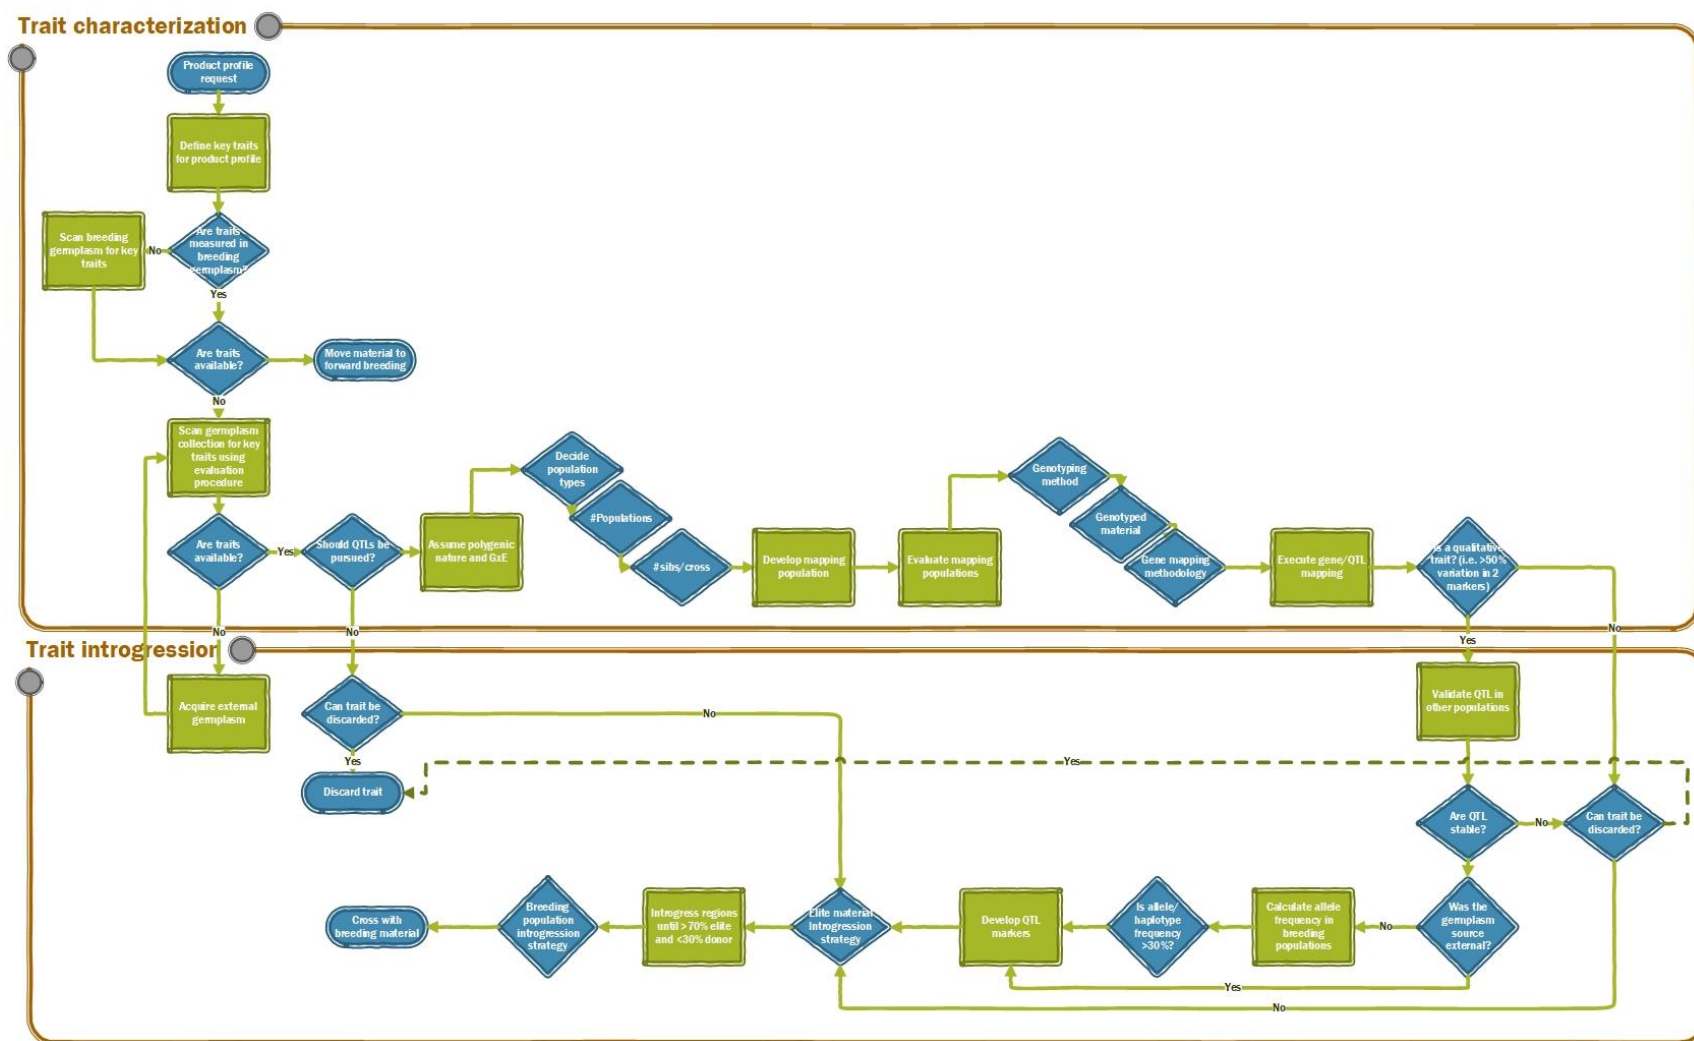 Trait characterization
Product profile
request
Define key traits
for product profile
Are traits
measured in
breeding
germplasm?
No
Scan breeding
germplasm for key
traits
Yes
Are traits
available?
Move material to
forward breeding
No
Scan germplasm
collection for key
traits using
evaluation
procedure
Are traits
available?
Yes
Should QTLs be
pursued?
Assume polygenic
nature and GxE
Decide
population
types
#Populations
#sibs/cross
Develop mapping
population
Evaluate mapping
populations
Genotyping
method
Genotyped
material
Gene mapping
methodology
Execute gene/QTL
mapping
Is a qualitative
trait? (i.e. >50%
variation in 2
markers)
No
No
No
Yes
Trait introgression
Acquire external
germplasm
Can trait be
discarded?
No
Yes
Discard trait
Validate QTL in
other populations
Yes
Are QTL
stable?
No
Can trait be
discarded?
Cross with
breeding material
Breeding
population
introgression
strategy
Introgress regions
until >70% elite
and <30% donor
Elite material
Introgression
strategy
Develop QTL
markers
Is allele/
haplotype
frequency
>30%?
Calculate allele
frequency in
breeding
populations
No
Was the
germplasm
source
external?
Yes
No